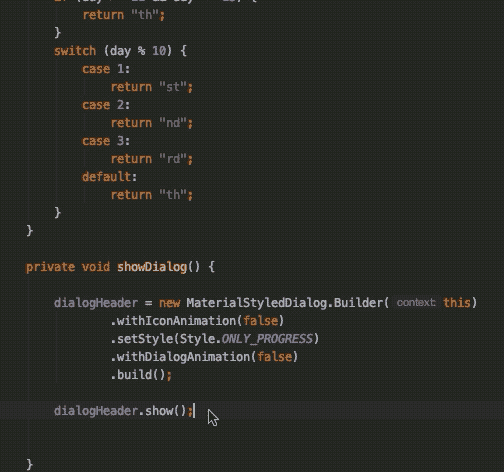 return "th";
}
switch (day % 10) {
case 1:
return "st";
case 2:
return "nd";
case 3:
return "rd";
default:
return "th";
}
}
private void showDialog() {
dialogHeader = new MaterialStyledDialog.Builder( context: this)
.withIconAnimation(false)
.setStyle(Style.ONLY_PROGRESS)
.withDialogAnimation(false)
.build();
dialogHeader.show();
}